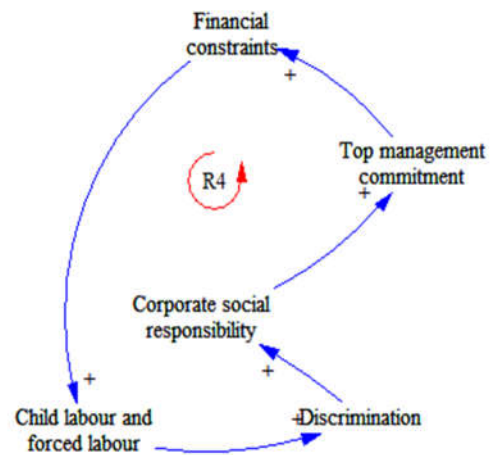 Financial
constraints
+
Top management
commitment
+
R4
Corporate social
responsibility
+
+
Child labour and
forced labour
+Discrimination